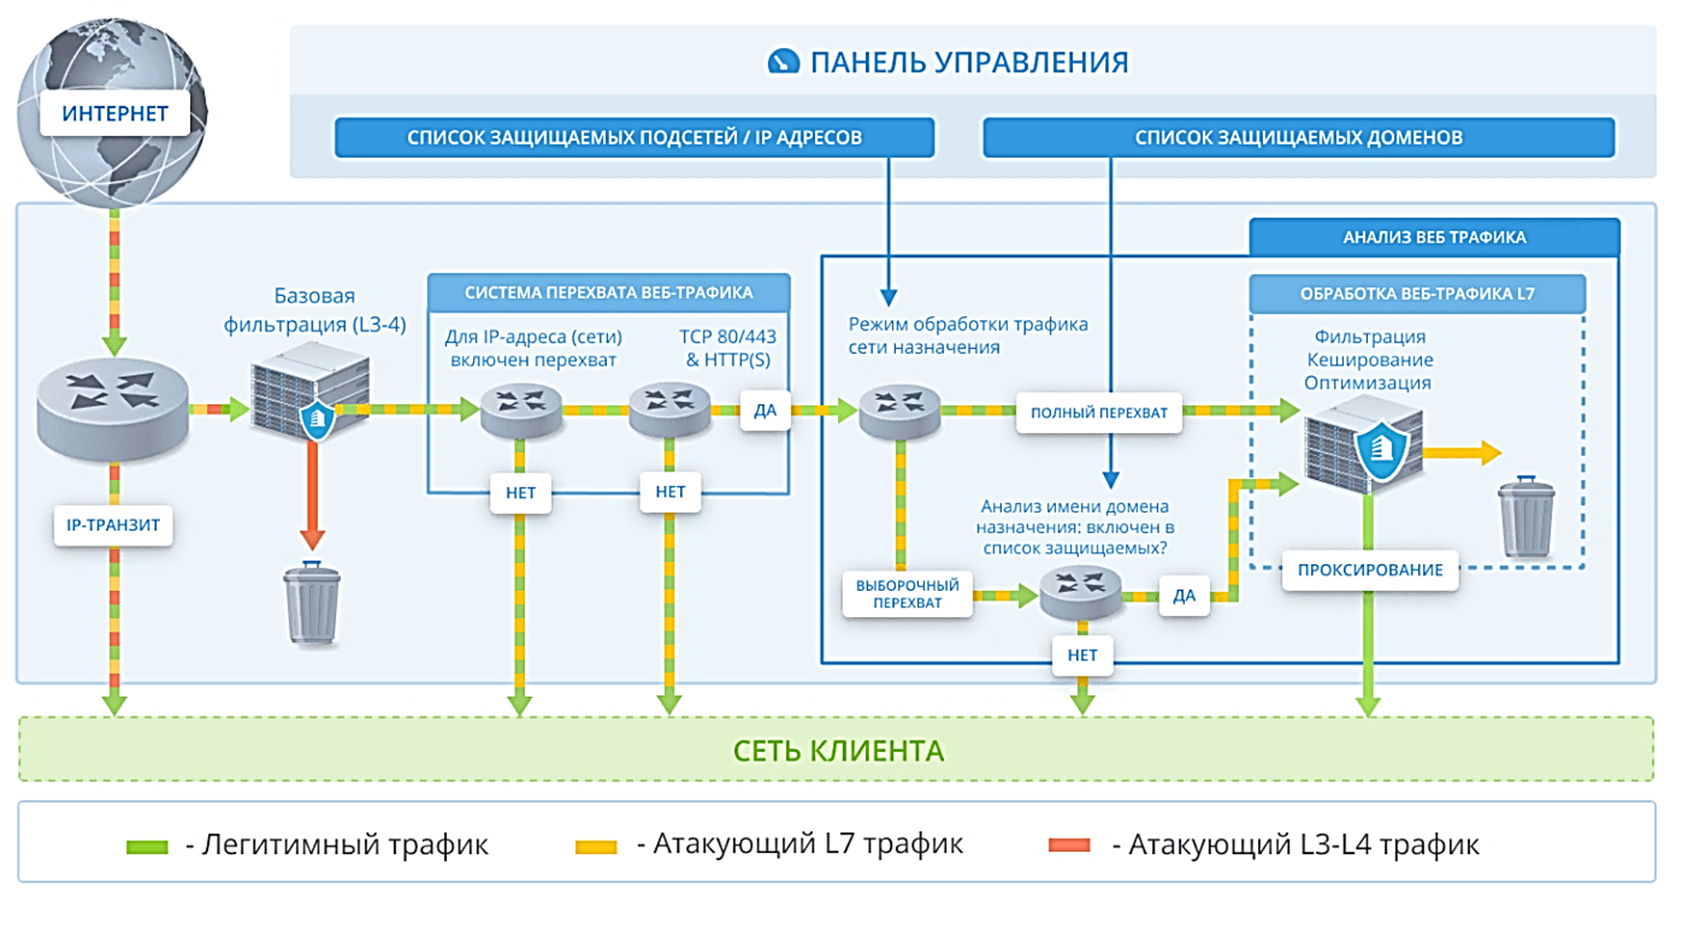 ПАНЕЛЬ УПРАВЛЕНИЯ
ИНТЕРНЕТ
СПИСОК ЗАЩИЩАЕМЫХ ПОДСЕТЕЙ / IP АДРЕСОВ
СПИСОК ЗАЩИЩАЕМЫХ ДОМЕНОВ
АНАЛИЗ ВЕБ ТРАФИКА
Базовая
фильтрация (L3-4)
СИСТЕМА ПЕРЕХВАТА ВЕБ-ТРАФИКА
Для IP-адреса (сети)
включен перехват
TCP 80/443
& HTTP(S)
ДА
НЕТ
НЕТ
Режим обработки трафика
сети назначения
ОБРАБОТКА ВЕБ-ТРАФИКА L7
Фильтрация
Кеширование
Оптимизация
ПОЛНЫЙ ПЕРЕХВАТ
IP-ТРАНЗИТ
Анализ имени домена
назначения: включен в
список защищаемых?
ВЫБОРОЧНЫЙ
ПЕРЕХВАТ
ДА
НЕТ
ПРОКСИРОВАНИЕ
СЕТЬ КЛИЕНТА
- Легитимный трафик
- Атакующий L7 трафик
- Атакующий L3-L4 трафик